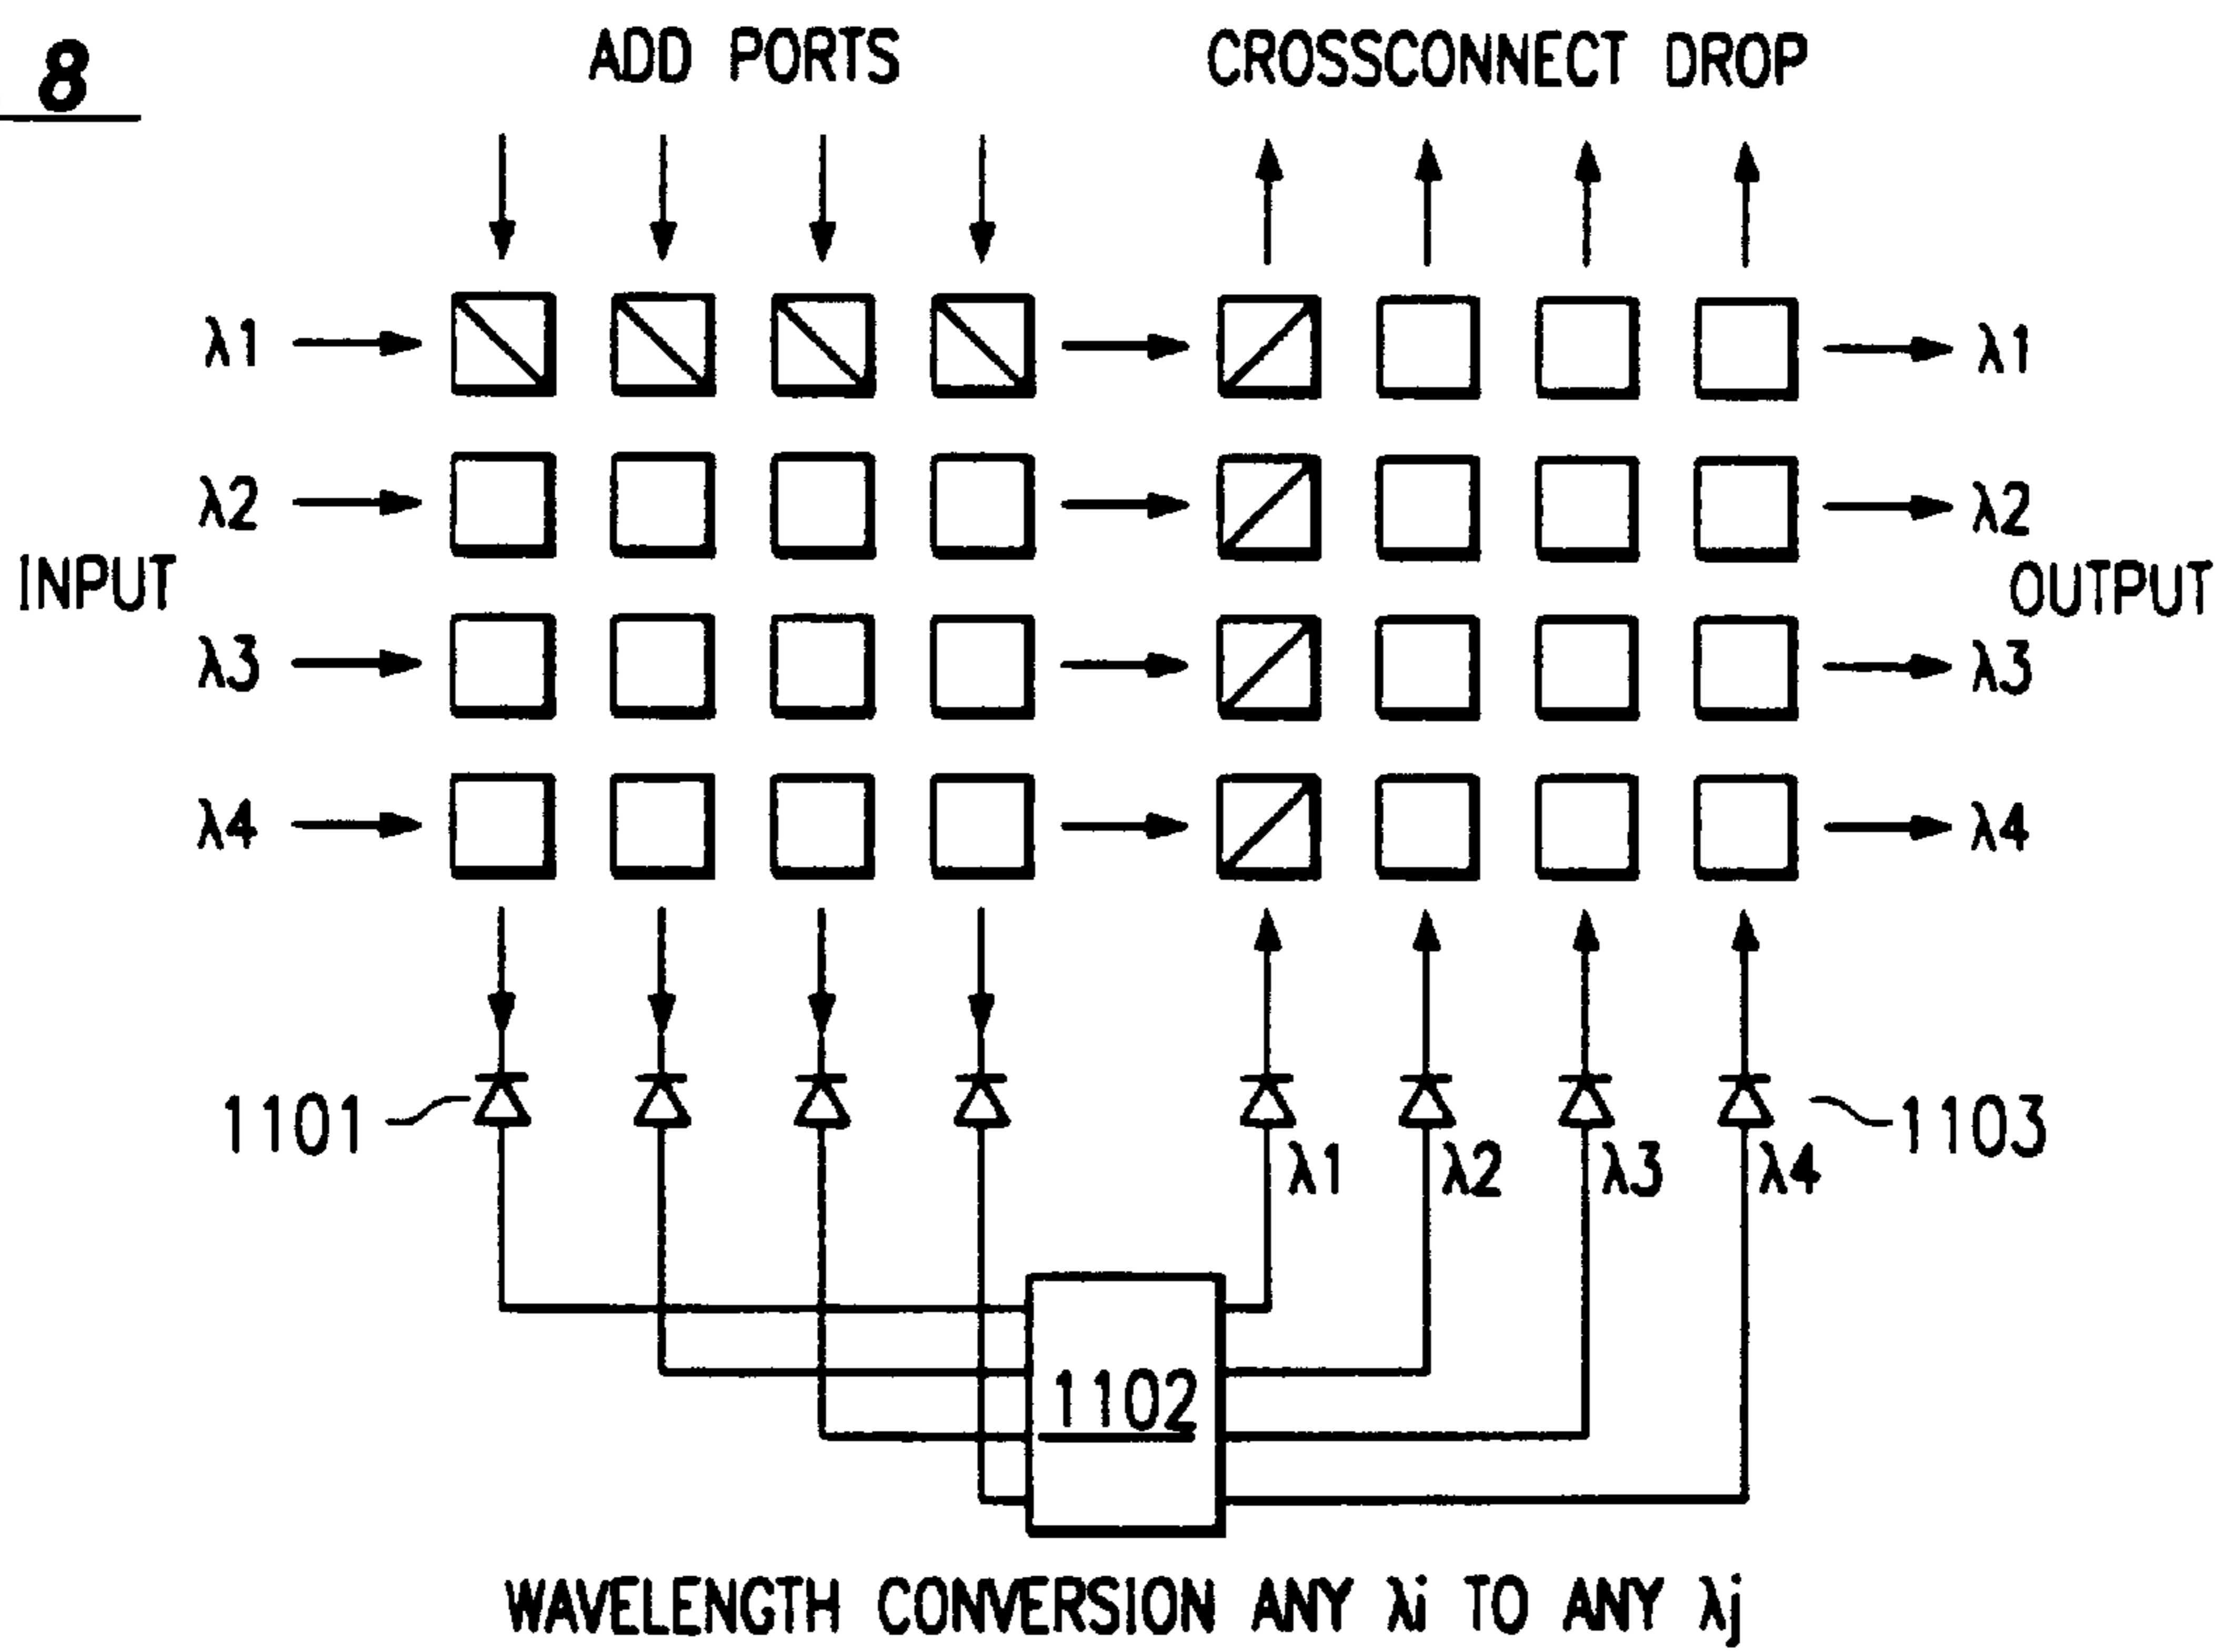 8
ADD PORTS
CROSSCONNECT DROP
λ1
λ1
λ2
λ2
INPUT
OUTPUT
λ3
λ3
λ4
λ4
1101
1103
λ1
λ2
λ3
λ4
1102
WAVELENGTH CONVERSION ANY λi TO ANY λj